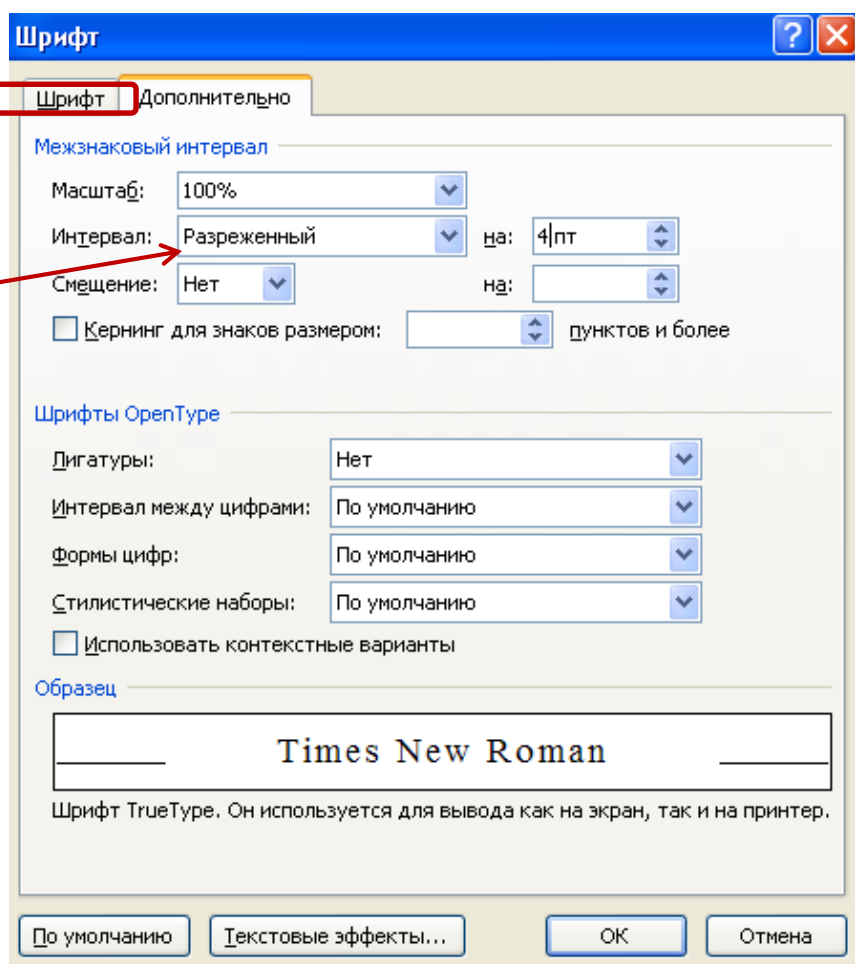 Шрифт
Шрифт Дополнительно
Межзнаковый интервал
Масштаб: 100%
Интервал: Разреженный на: 4 пт
Смещение: Нет на:
Кернинг для знаков размером: пунктов и более
Шрифты OpenType
Лигатуры: Нет
Интервал между цифрами: По умолчанию
Формы цифр: По умолчанию
Стилистические наборы: По умолчанию
Использовать контекстные варианты
Образец
Times New Roman
Шрифт TrueType. Он используется для вывода как на экран, так и на принтер.
По умолчанию Текстовые эффекты... ОК Отмена